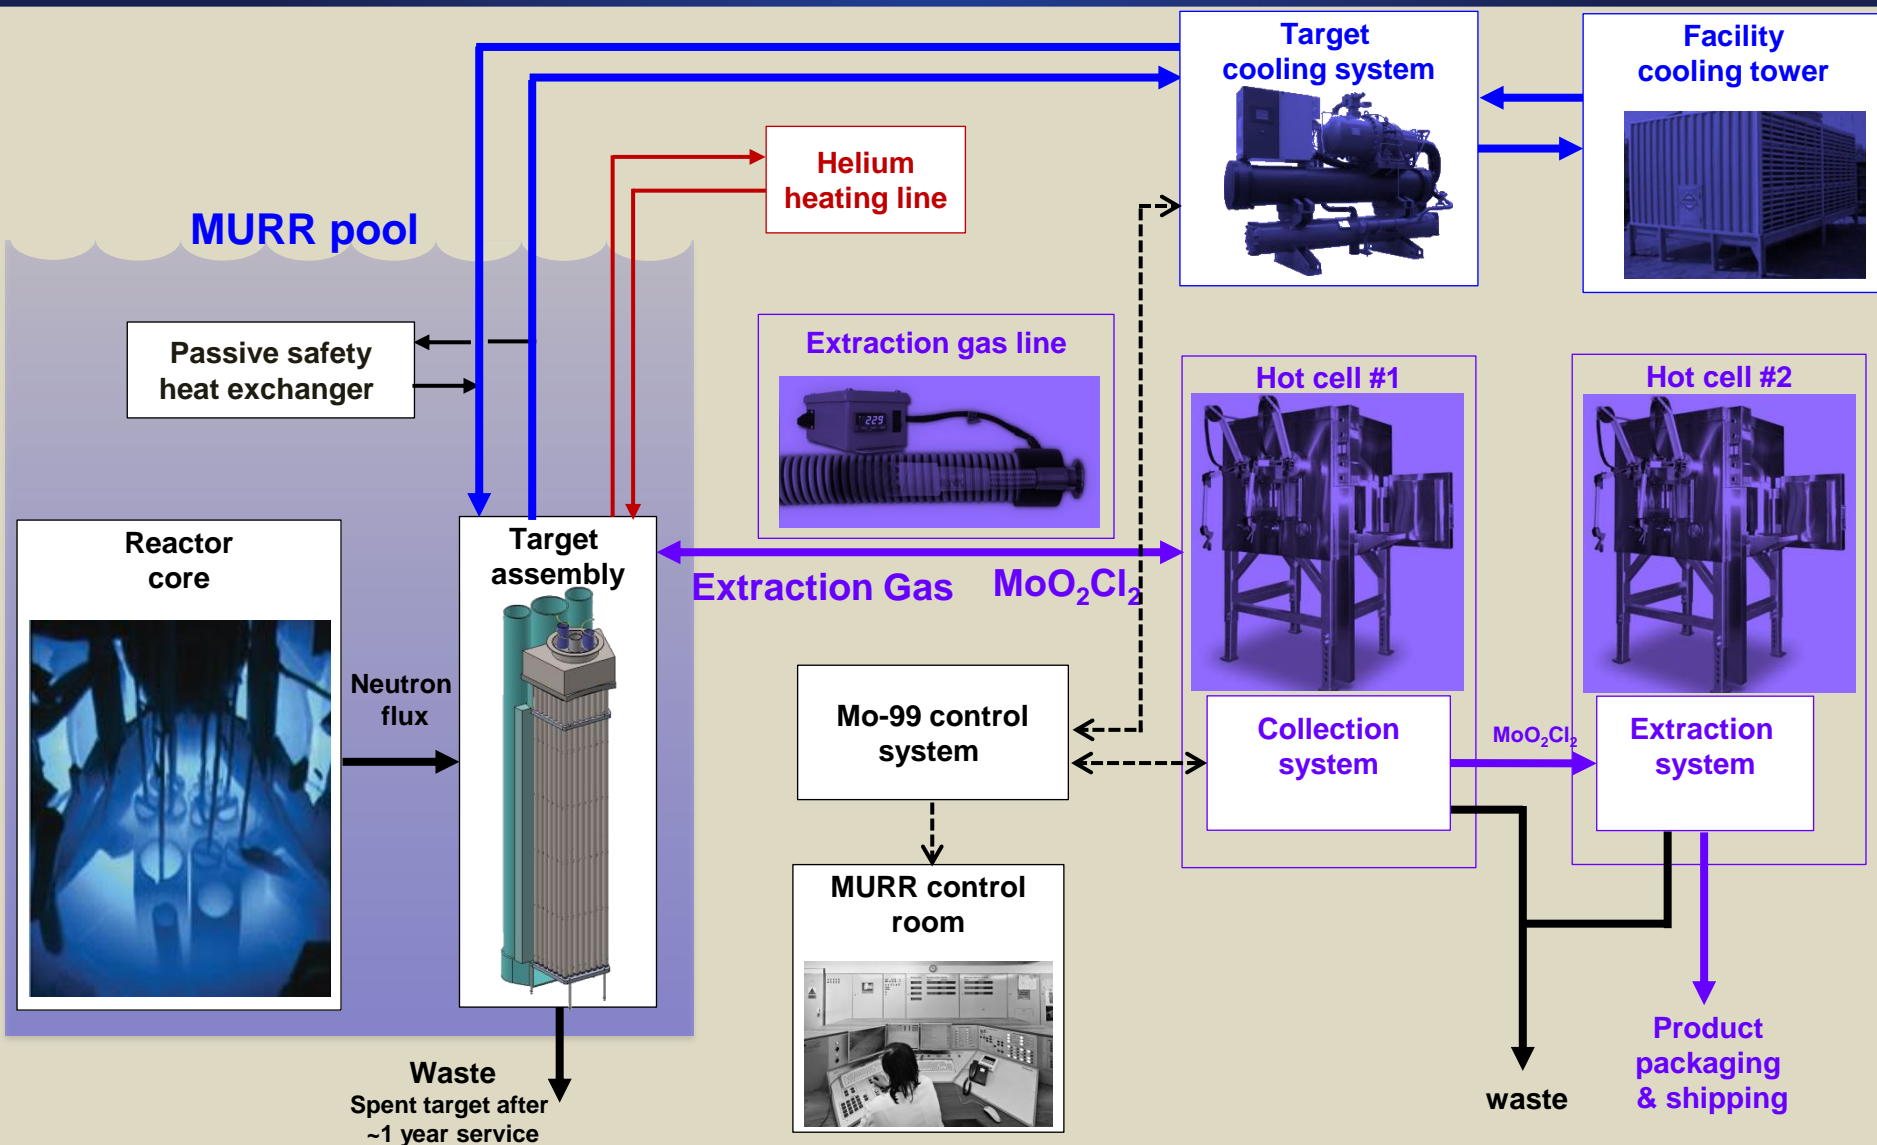 Target
cooling system
Facility
cooling tower
Helium
heating line
MURR pool
Passive safety
heat exchanger
Extraction gas line
229
Hot cell #1
Hot cell #2
Reactor
core
Target
assembly
Extraction Gas
MoO₂Cl₂
Neutron
flux
Mo-99 control
system
Collection
system
MoO₂Cl₂
Extraction
system
MURR control
room
Waste
Spent target after
~1 year service
waste
Product
packaging
& shipping